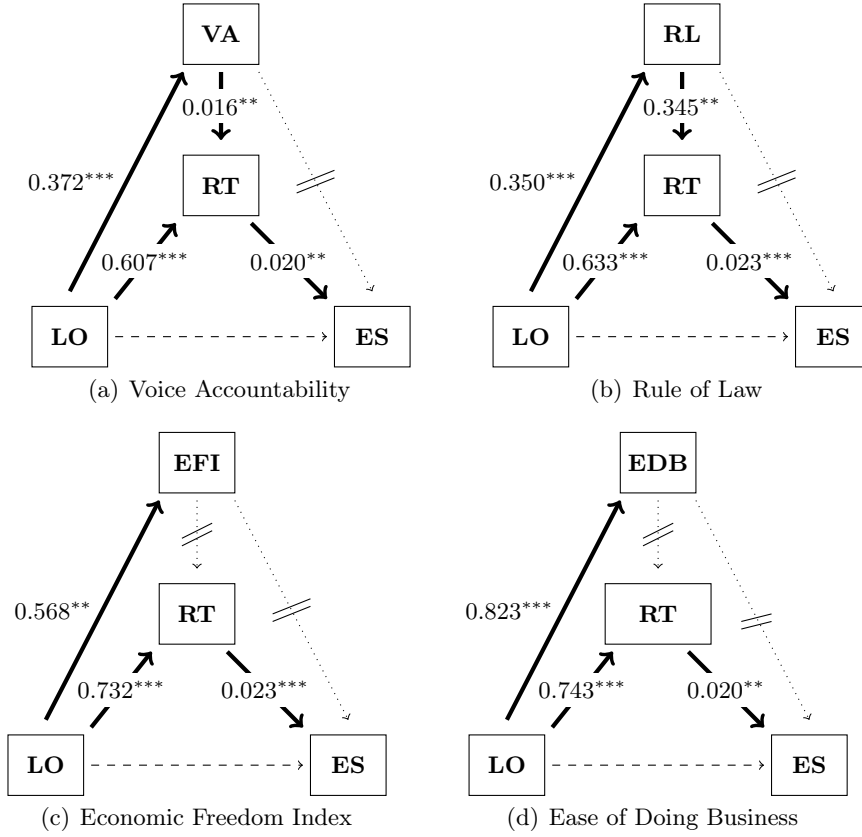 VA
0.016**
RT
0.372***
0.607***
0.020**
LO
ES
(a) Voice Accountability
RL
0.345**
RT
0.350***
0.633***
0.023***
LO
ES
(b) Rule of Law
EFI
RT
0.568**
0.732***
0.023***
LO
ES
(c) Economic Freedom Index
EDB
RT
0.823***
0.743***
0.020**
LO
ES
(d) Ease of Doing Business